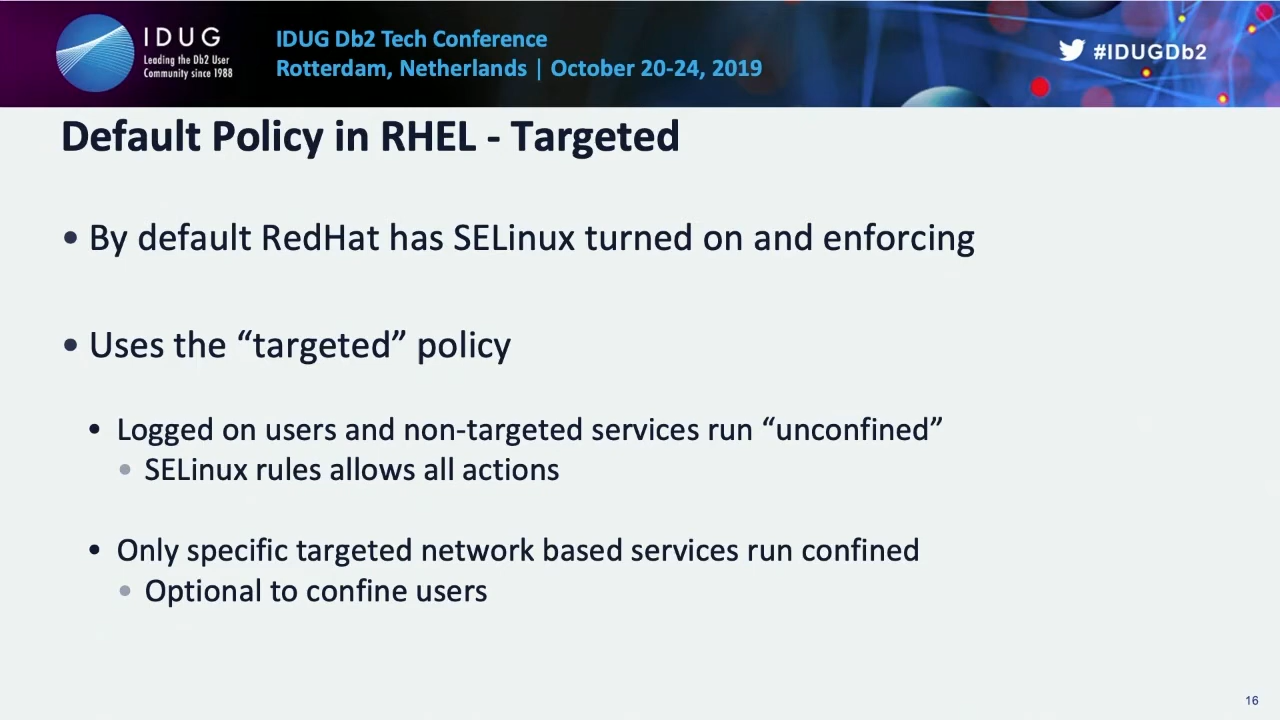 IDUG
Leading the Db2 User
Community since 1988
IDUG Db2 Tech Conference
Rotterdam, Netherlands | October 20-24, 2019
#IDUGDb2
Default Policy in RHEL - Targeted
• By default RedHat has SELinux turned on and enforcing
• Uses the “targeted” policy
• Logged on users and non-targeted services run “unconfined”
• SELinux rules allows all actions
• Only specific targeted network based services run confined
• Optional to confine users
16